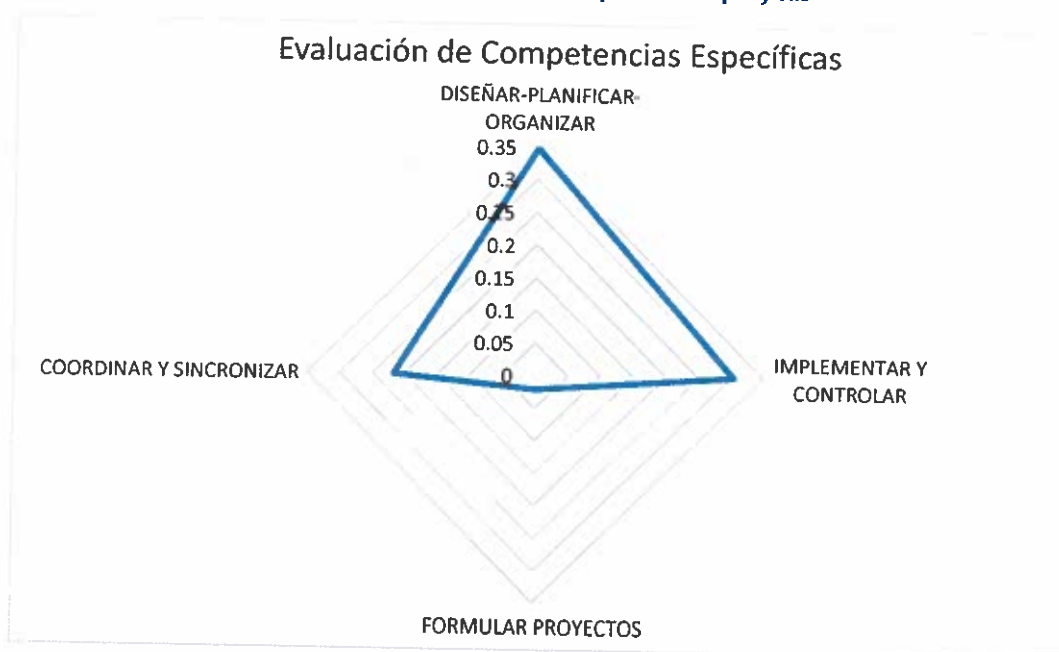 Evaluación de Competencias Específicas
DISEÑAR-PLANIFICAR-
ORGANIZAR
0.35
0.3
0.25
0.2
0.15
0.1
0.05
0
COORDINAR Y SINCRONIZAR
IMPLEMENTAR Y
CONTROLAR
FORMULAR PROYECTOS